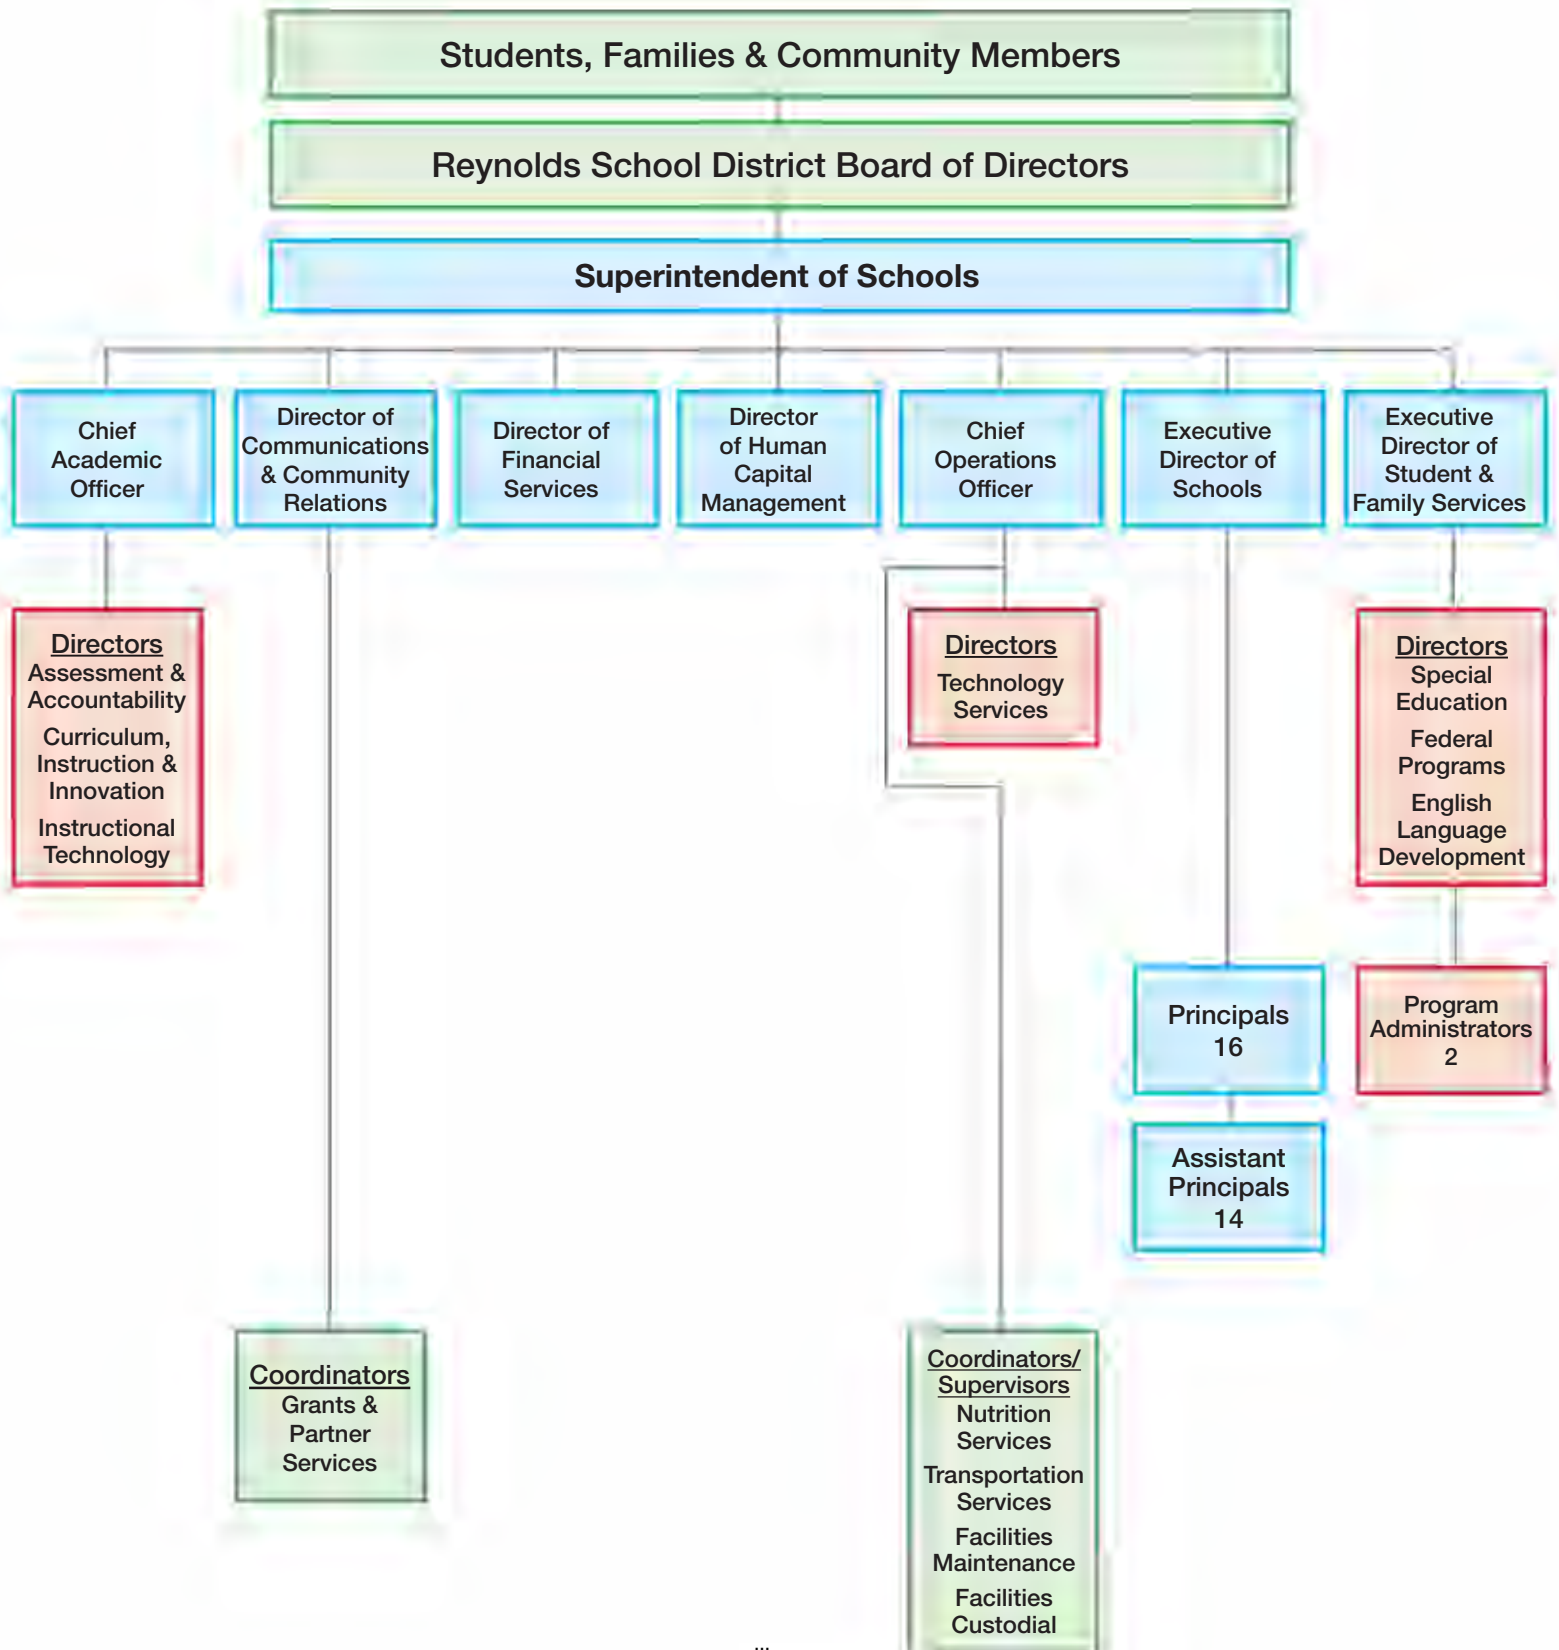 Students, Families & Community Members
Reynolds School District Board of Directors
Superintendent of Schools
Chief
Academic
Officer
Director of
Communications
& Community
Relations
Director of
Financial
Services
Director
of Human
Capital
Management
Chief
Operations
Officer
Executive
Director of
Schools
Executive
Director of
Student &
Family Services
Directors
Assessment &
Accountability
Curriculum,
Instruction &
Innovation
Instructional
Technology
Directors
Technology
Services
Directors
Special
Education
Federal
Programs
English
Language
Development
Principals
16
Program
Administrators
2
Assistant
Principals
14
Coordinators
Grants &
Partner
Services
Coordinators/
Supervisors
Nutrition
Services
Transportation
Services
Facilities
Maintenance
Facilities
Custodial
...